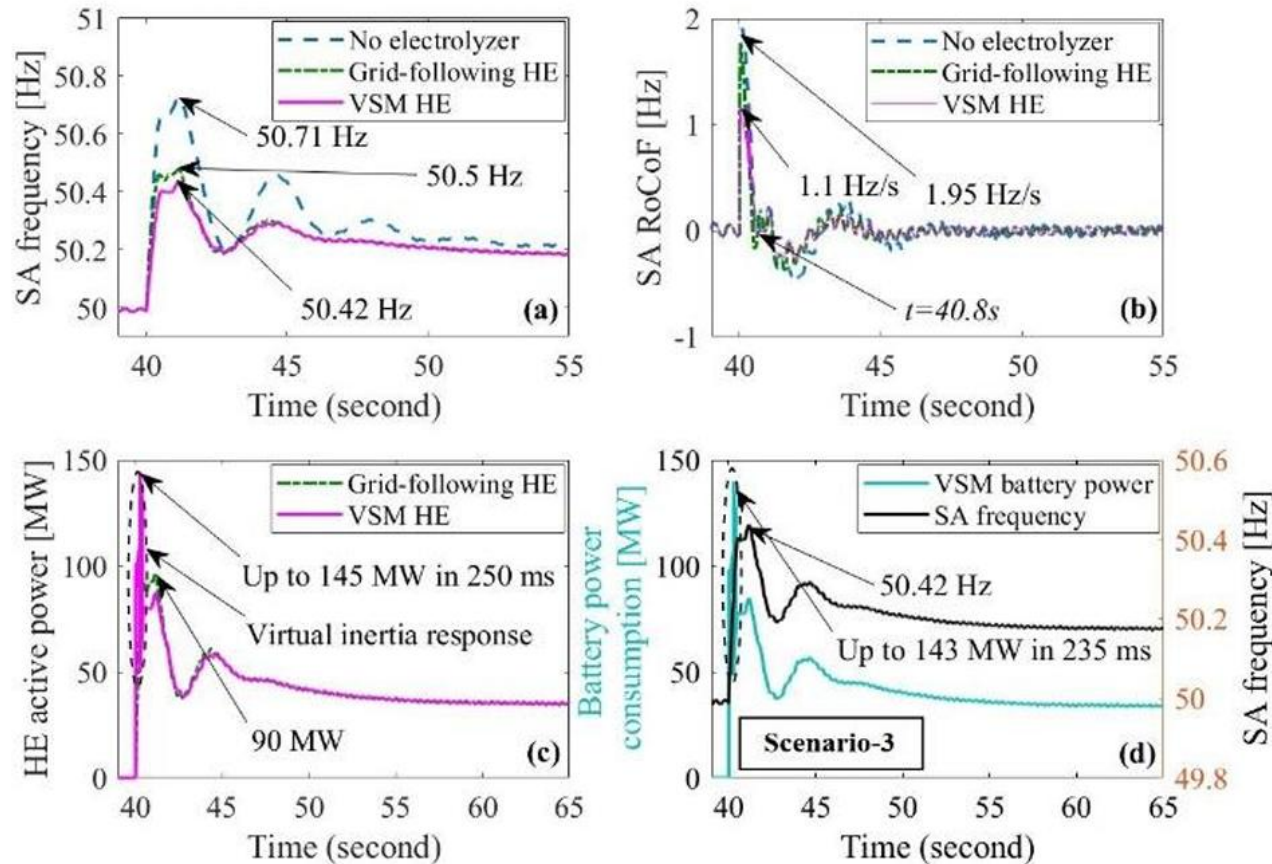 51
50.8
50.6
50.4
50.2
50
SA frequency [Hz]
No electrolyzer
Grid-following HE
VSM HE
50.71 Hz
50.5 Hz
50.42 Hz
(a)
40 45 50 55
Time (second)
2
1
0
-1
SA RoCoF [Hz]
No electrolyzer
Grid-following HE
VSM HE
1.1 Hz/s
1.95 Hz/s
t=40.8s
(b)
40 45 50 55
Time (second)
150
100
50
0
HE active power [MW]
Grid-following HE
VSM HE
Up to 145 MW in 250 ms
Virtual inertia response
90 MW
(c)
40 45 50 55 60 65
Time (second)
150
100
50
0
Battery power
consumption [MW]
VSM battery power
SA frequency
50.42 Hz
Up to 143 MW in 235 ms
Scenario-3
(d)
50.6
50.4
50.2
50
49.8
SA frequency [Hz]
40 45 50 55 60 65
Time (second)